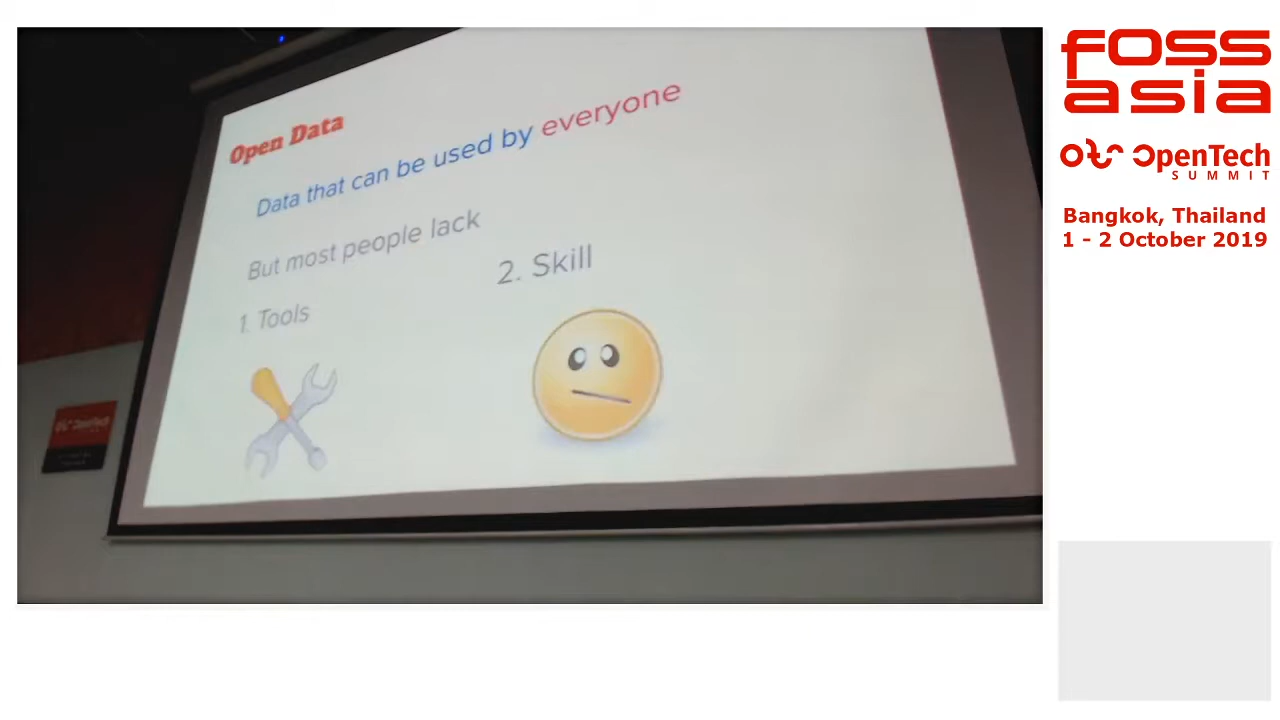 Open Data
Data that can be used by everyone
But most people lack
1. Tools
2. Skill
FOSS
asia
OpenTech
SUMMIT
Bangkok, Thailand
1 - 2 October 2019
OpenTech